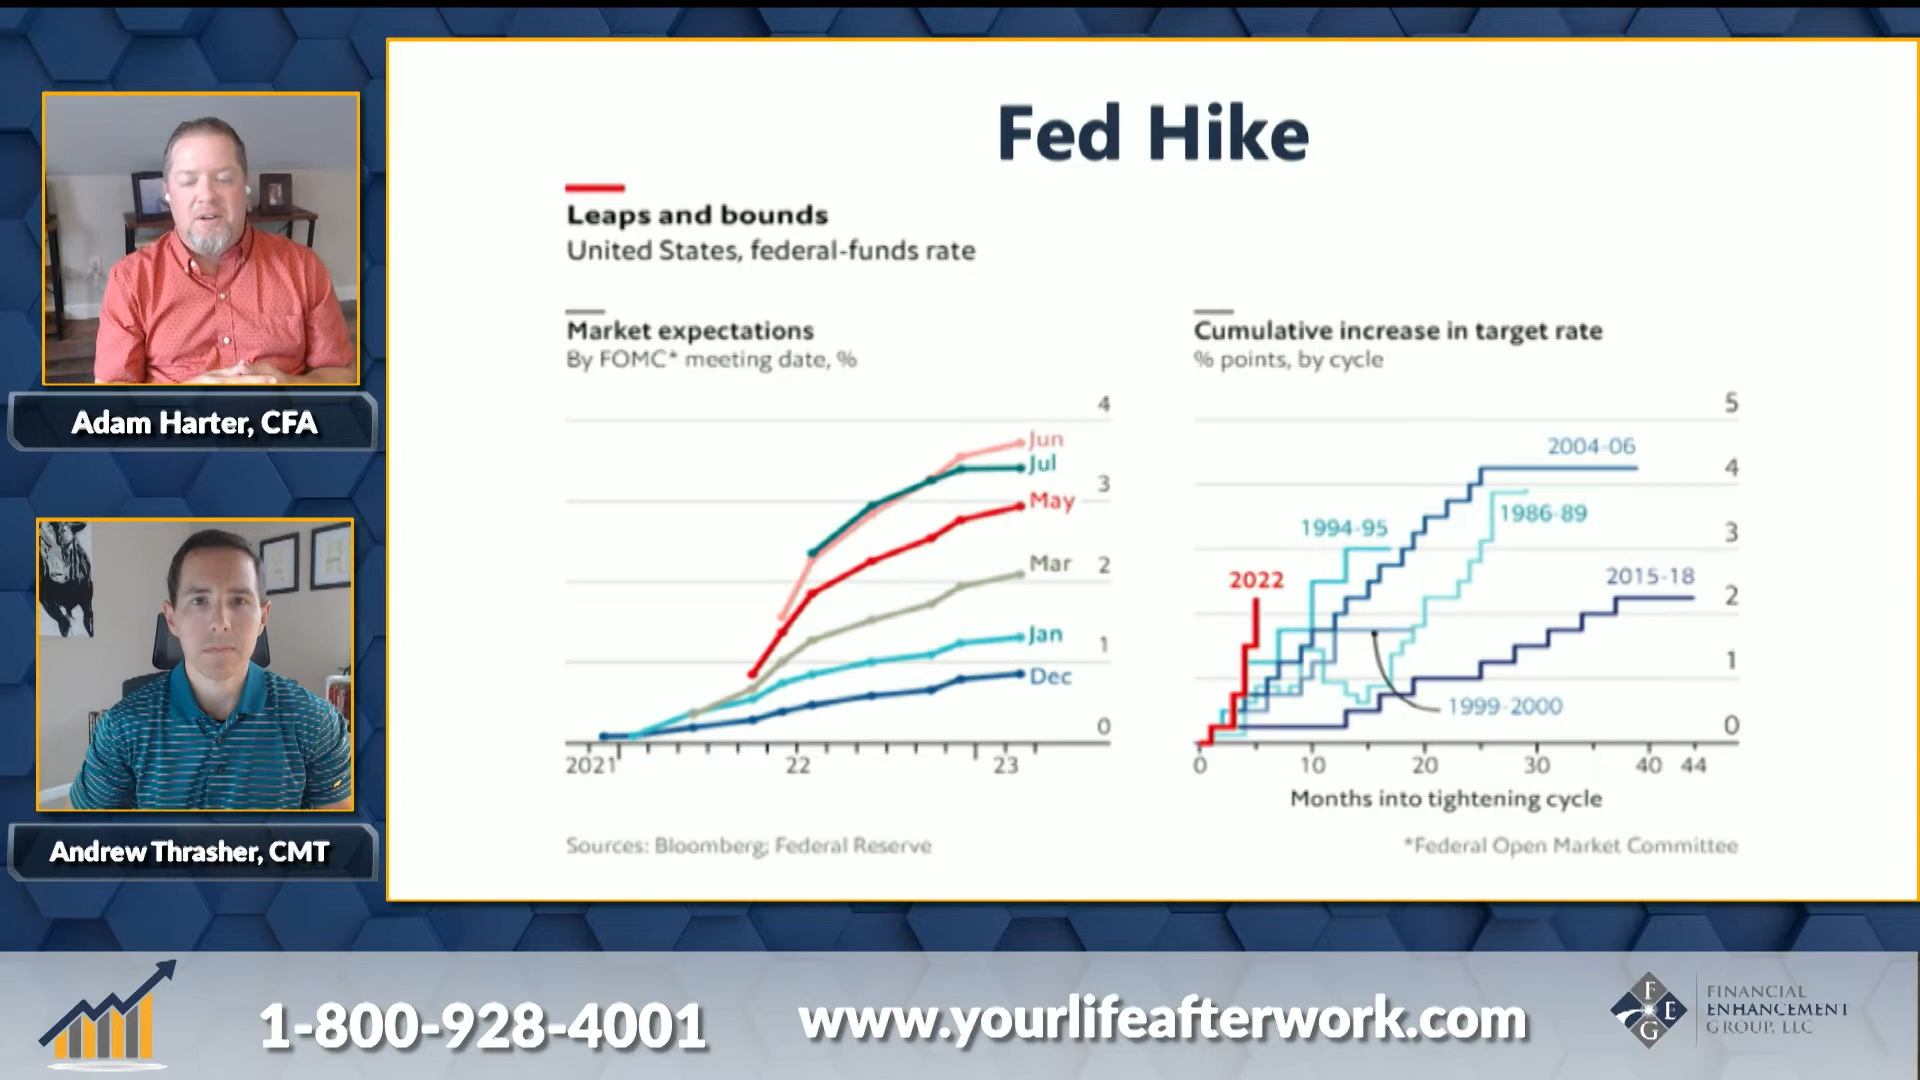 Fed Hike
Leaps and bounds
United States, federal-funds rate
Market expectations
By FOMC* meeting date, %
4
3
2
1
0
Jun
Jul
May
Mar
Jan
Dec
2021
22
23
Sources: Bloomberg; Federal Reserve
Cumulative increase in target rate
% points, by cycle
5
4
3
2
1
0
2004-06
1986-89
1994-95
2022
2015-18
1999-2000
0
10
20
30
40
44
Months into tightening cycle
*Federal Open Market Committee
Adam Harter, CFA
Andrew Thrasher, CMT
1-800-928-4001
www.yourlifeafterwork.com
F
E
G
FINANCIAL
ENHANCEMENT
GROUP, LLC